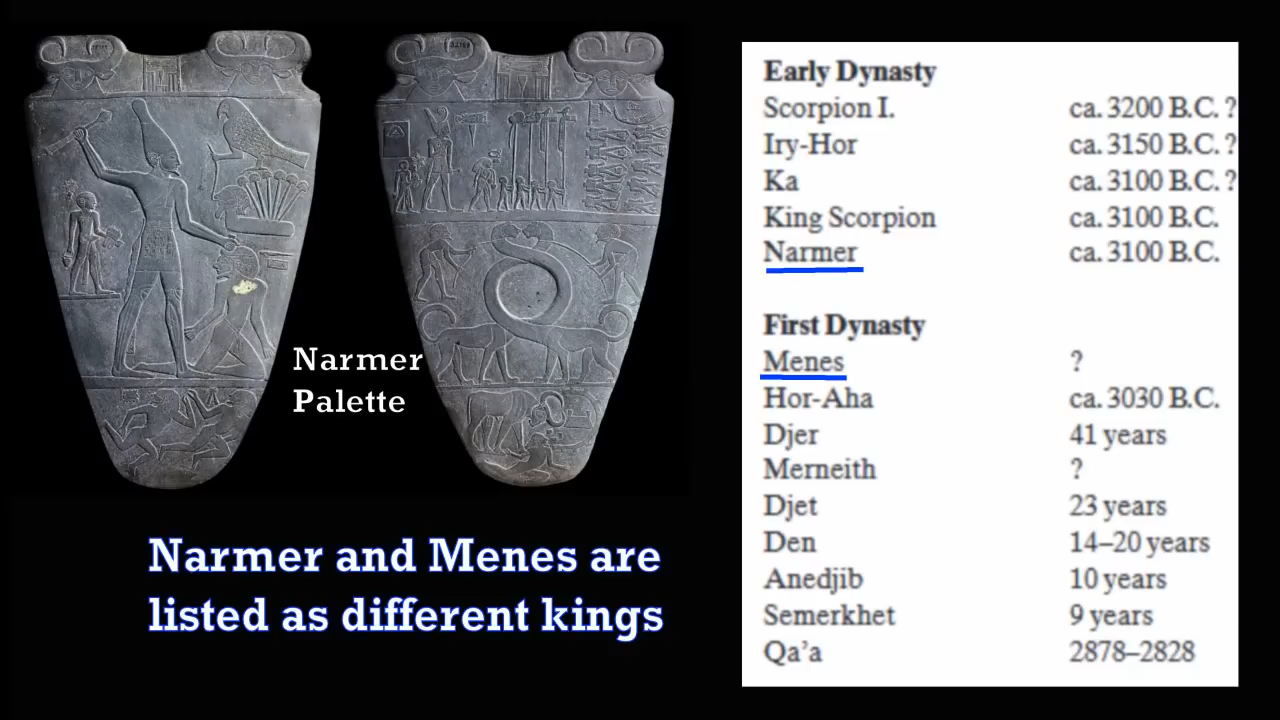 Narmer
Palette
Narmer and Menes are
listed as different kings
Early Dynasty
Scorpion I. ca. 3200 B.C. ?
Iry-Hor ca. 3150 B.C. ?
Ka ca. 3100 B.C. ?
King Scorpion ca. 3100 B.C.
Narmer ca. 3100 B.C.
First Dynasty
Menes ?
Hor-Aha ca. 3030 B.C.
Djer 41 years
Merneith ?
Djet 23 years
Den 14–20 years
Anedjib 10 years
Semerkhet 9 years
Qa’a 2878–2828